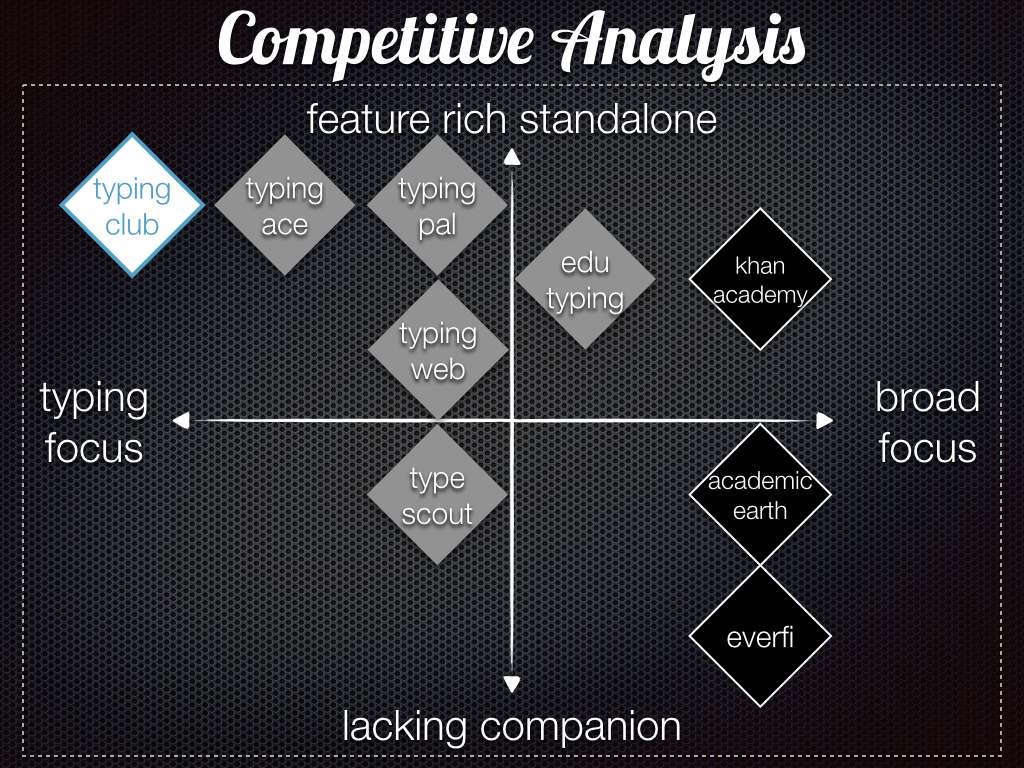 Competitive Analysis
feature rich standalone
typing
club
typing
ace
typing
pal
edu
typing
khan
academy
typing
web
typing
focus
broad
focus
type
scout
academic
earth
everfi
lacking companion